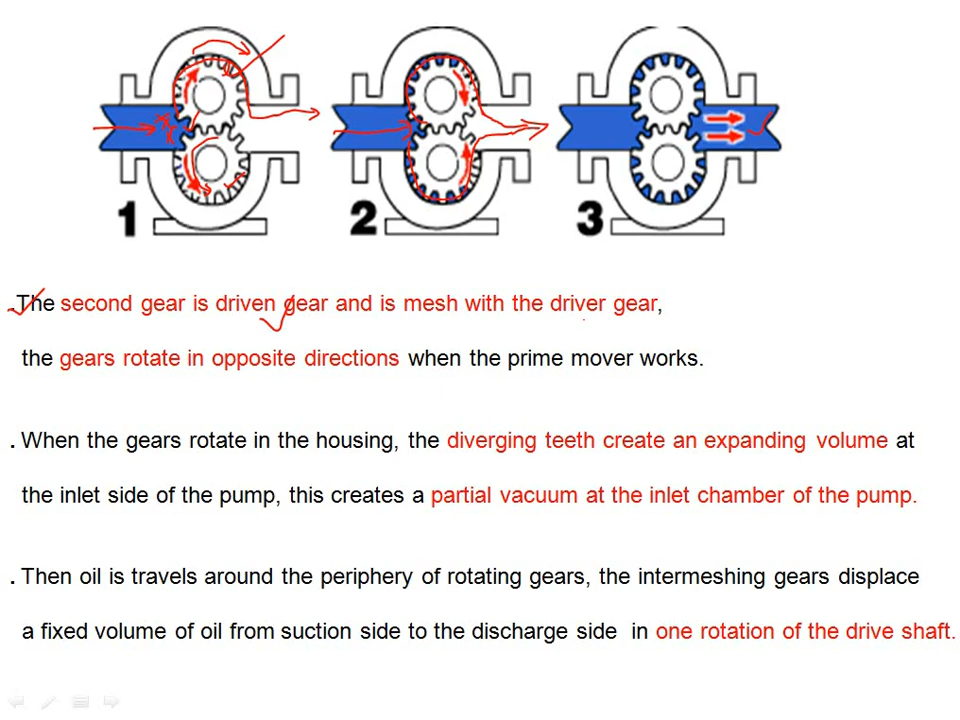 1
2
3
.The second gear is driven gear and is mesh with the driver gear,
the gears rotate in opposite directions when the prime mover works.
. When the gears rotate in the housing, the diverging teeth create an expanding volume at
the inlet side of the pump, this creates a partial vacuum at the inlet chamber of the pump.
. Then oil is travels around the periphery of rotating gears, the intermeshing gears displace
a fixed volume of oil from suction side to the discharge side in one rotation of the drive shaft.